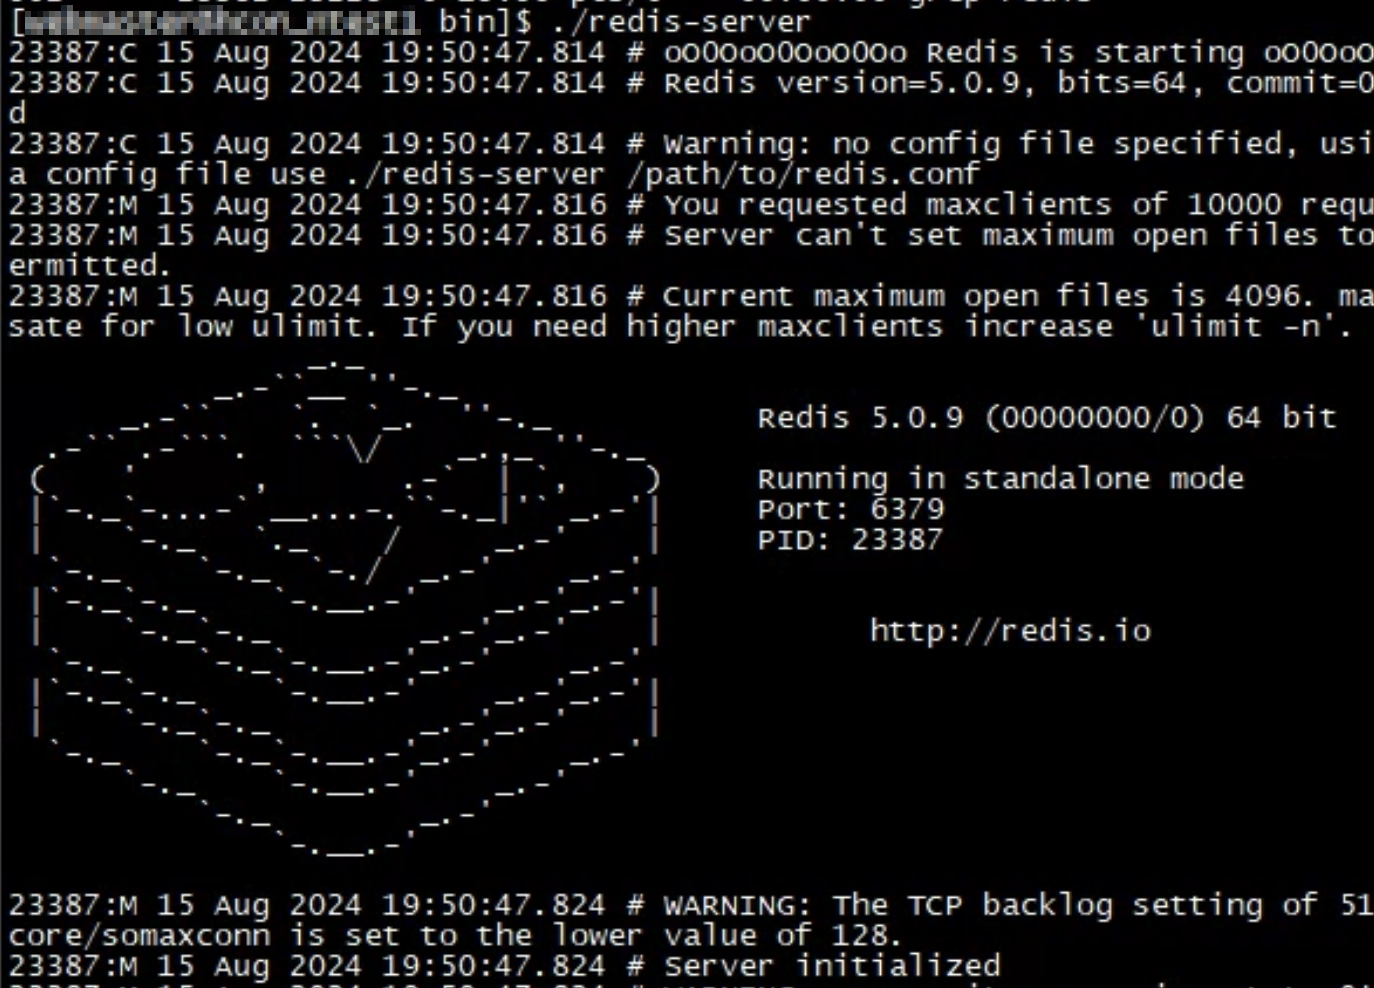 bin]$ ./redis-server
23387:C 15 Aug 2024 19:50:47.814 # oO0OoO0OoO0Oo Redis is starting oO0OoO
23387:C 15 Aug 2024 19:50:47.814 # Redis version=5.0.9, bits=64, commit=0
d
23387:C 15 Aug 2024 19:50:47.814 # Warning: no config file specified, usi
a config file use ./redis-server /path/to/redis.conf
23387:M 15 Aug 2024 19:50:47.816 # You requested maxclients of 10000 requ
23387:M 15 Aug 2024 19:50:47.816 # Server can't set maximum open files to
ermitted.
23387:M 15 Aug 2024 19:50:47.816 # Current maximum open files is 4096. ma
sate for low ulimit. If you need higher maxclients increase 'ulimit -n'.
Redis 5.0.9 (00000000/0) 64 bit
Running in standalone mode
Port: 6379
PID: 23387
http://redis.io
23387:M 15 Aug 2024 19:50:47.824 # WARNING: The TCP backlog setting of 51
core/somaxconn is set to the lower value of 128.
23387:M 15 Aug 2024 19:50:47.824 # Server initialized